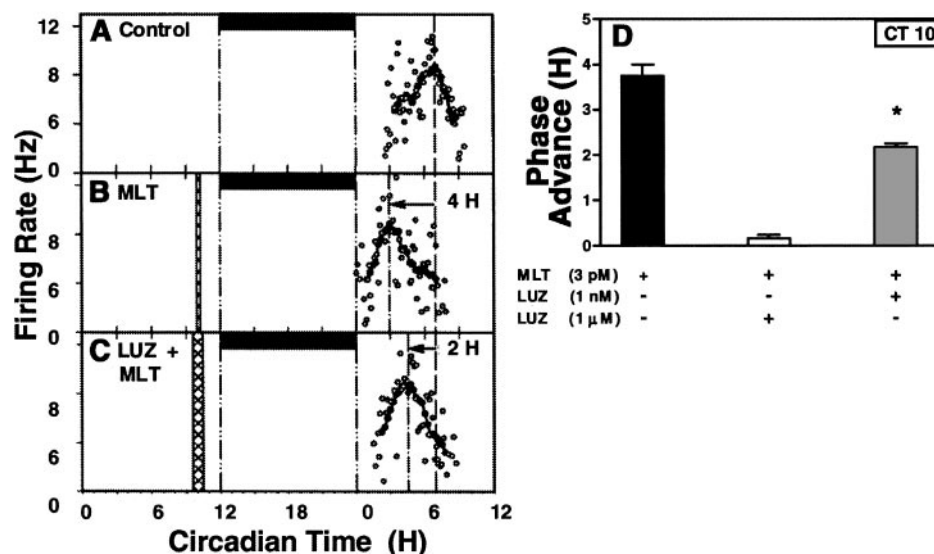 A Control
12
8
6
0
B MLT
4 H
8
6
0
C LUZ +
MLT
2 H
8
6
0
Firing Rate (Hz)
0 6 12 18 24 0 6 12
Circadian Time (H)
D
CT 10
5
4
3
2
1
0
*
Phase
Advance (H)
MLT (3 pM) + + +
LUZ (1 nM) - - +
LUZ (1 μM) - + -